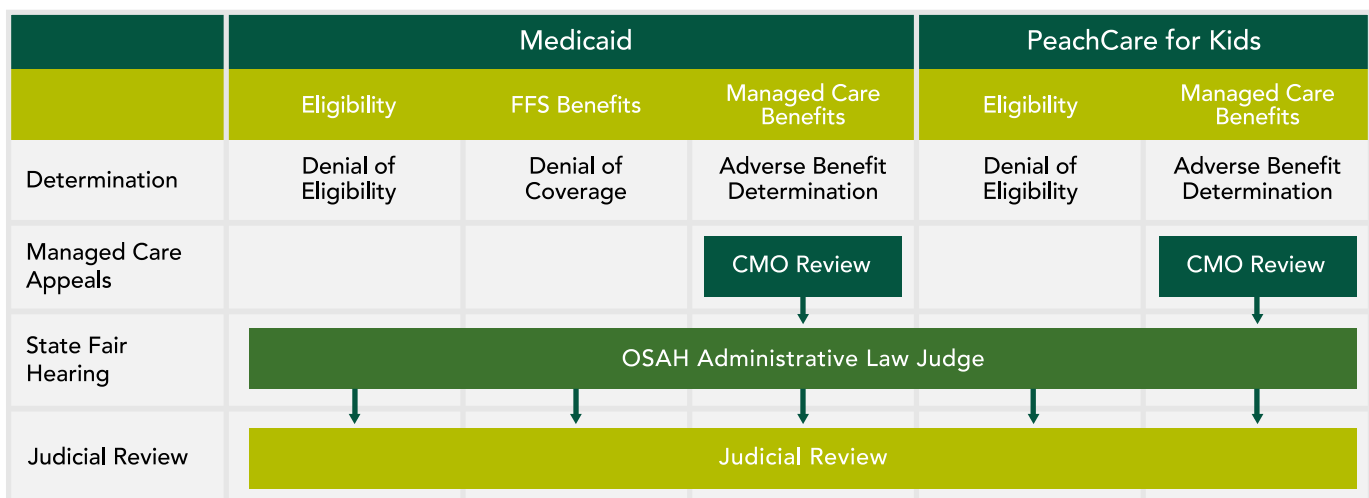 Medicaid
PeachCare for Kids
Eligibility
FFS Benefits
Managed Care
Benefits
Eligibility
Managed Care
Benefits
Determination
Denial of
Eligibility
Denial of
Coverage
Adverse Benefit
Determination
Denial of
Eligibility
Adverse Benefit
Determination
Managed Care
Appeals
CMO Review
CMO Review
State Fair
Hearing
OSAH Administrative Law Judge
Judicial Review
Judicial Review